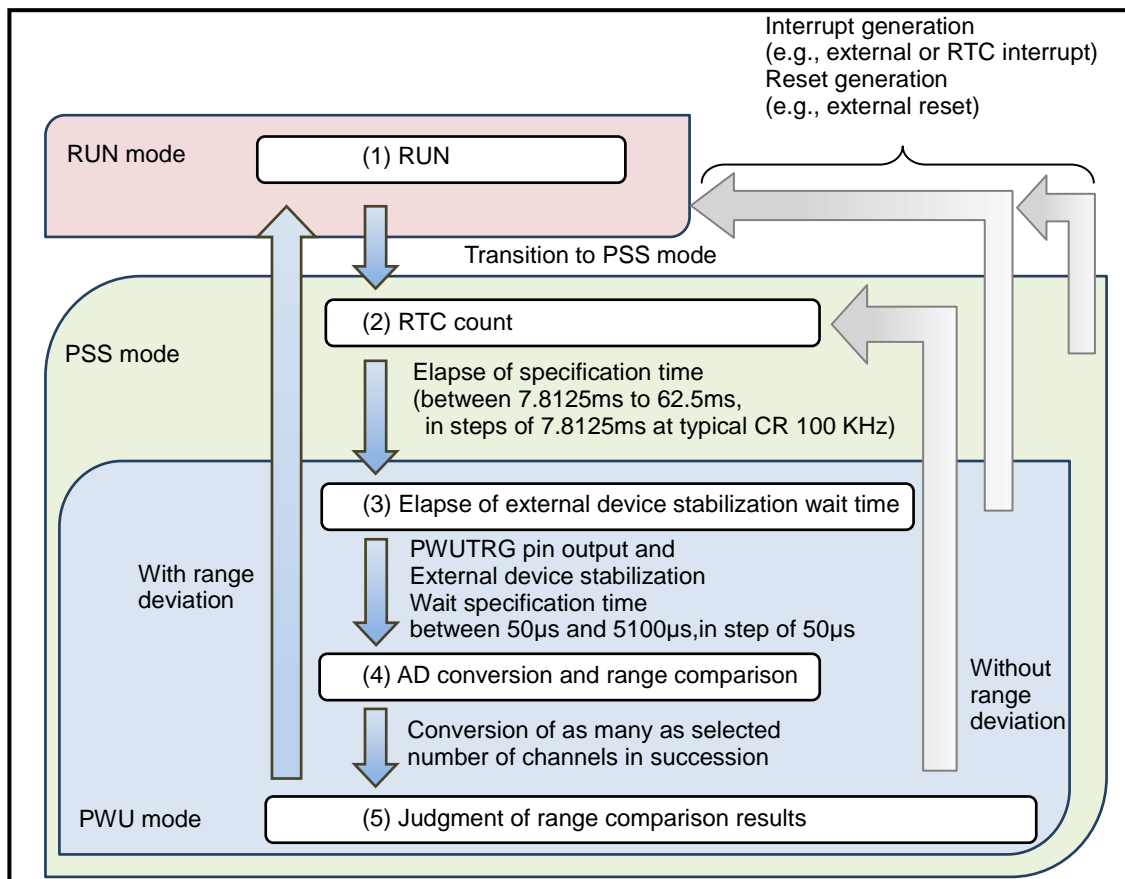 Interrupt generation
(e.g., external or RTC interrupt)
Reset generation
(e.g., external reset)
RUN mode
(1) RUN
Transition to PSS mode
(2) RTC count
PSS mode
Elapse of specification time
(between 7.8125ms to 62.5ms,
in steps of 7.8125ms at typical CR 100 KHz)
(3) Elapse of external device stabilization wait time
PWUTRG pin output and
External device stabilization
Wait specification time
between 50µs and 5100µs,in step of 50µs
With range
deviation
(4) AD conversion and range comparison
Without
range
deviation
Conversion of as many as selected
number of channels in succession
PWU mode
(5) Judgment of range comparison results